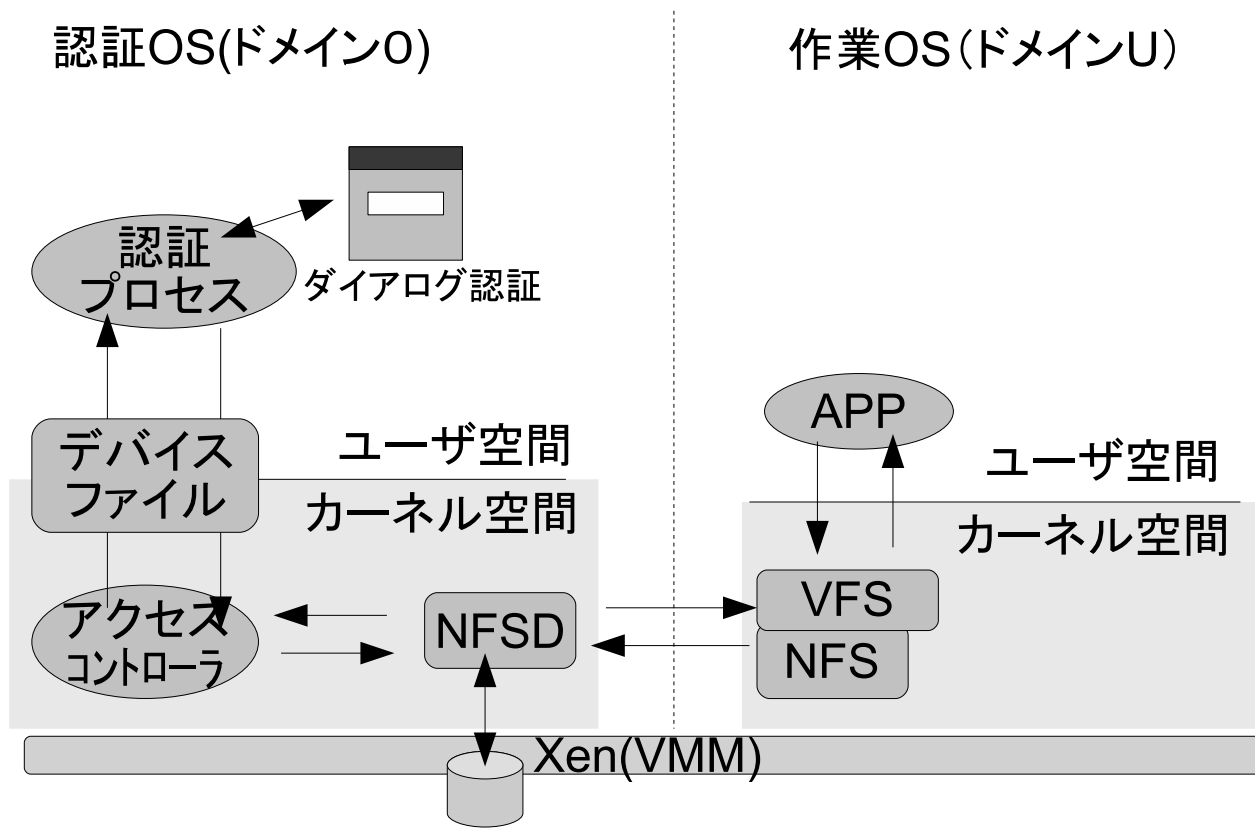 認証OS(ドメイン0)
作業OS（ドメインU）
認証
プロセス
ダイアログ認証
デバイス
ファイル
ユーザ空間
カーネル空間
アクセス
コントローラ
NFSD
APP
ユーザ空間
カーネル空間
VFS
NFS
Xen(VMM)